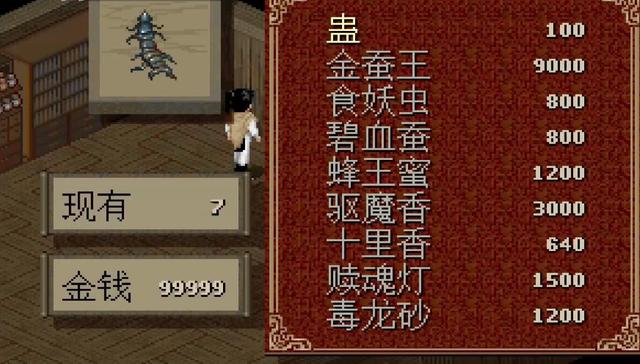 现有 7
金钱 99999
蛊 100
金蚕王 9000
食妖虫 800
碧血蚕 800
蜂王蜜 1200
驱魔香 3000
十里香 640
赎魂灯 1500
毒龙砂 1200